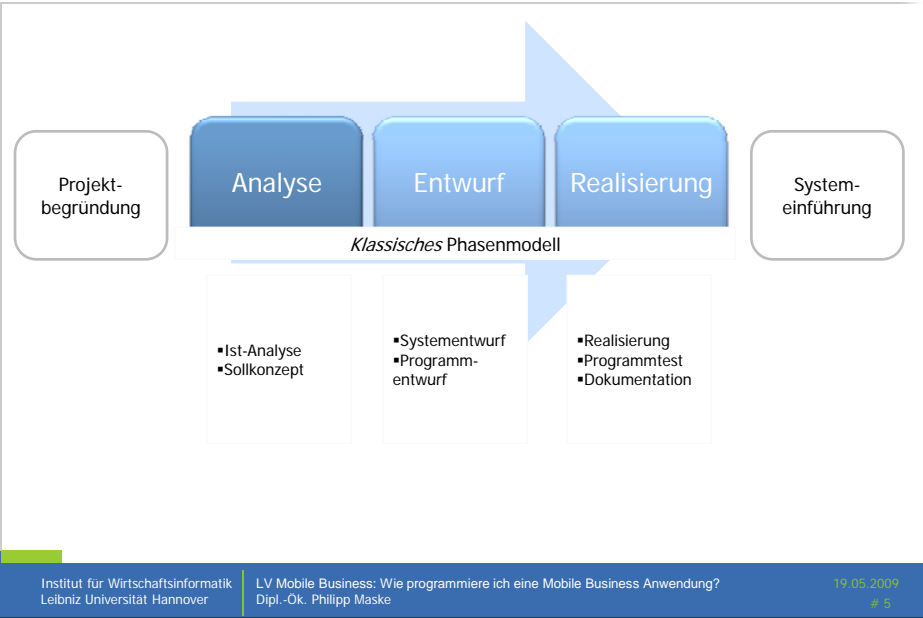 Projekt-
begründung
Analyse
Entwurf
Realisierung
System-
einführung
Klassisches Phasenmodell
▪Ist-Analyse
▪Sollkonzept
▪Systementwurf
▪Programm-
entwurf
▪Realisierung
▪Programmtest
▪Dokumentation
Institut für Wirtschaftsinformatik
Leibniz Universität Hannover
LV Mobile Business: Wie programmiere ich eine Mobile Business Anwendung?
Dipl.-Ök. Philipp Maske
19.05.2009
# 5